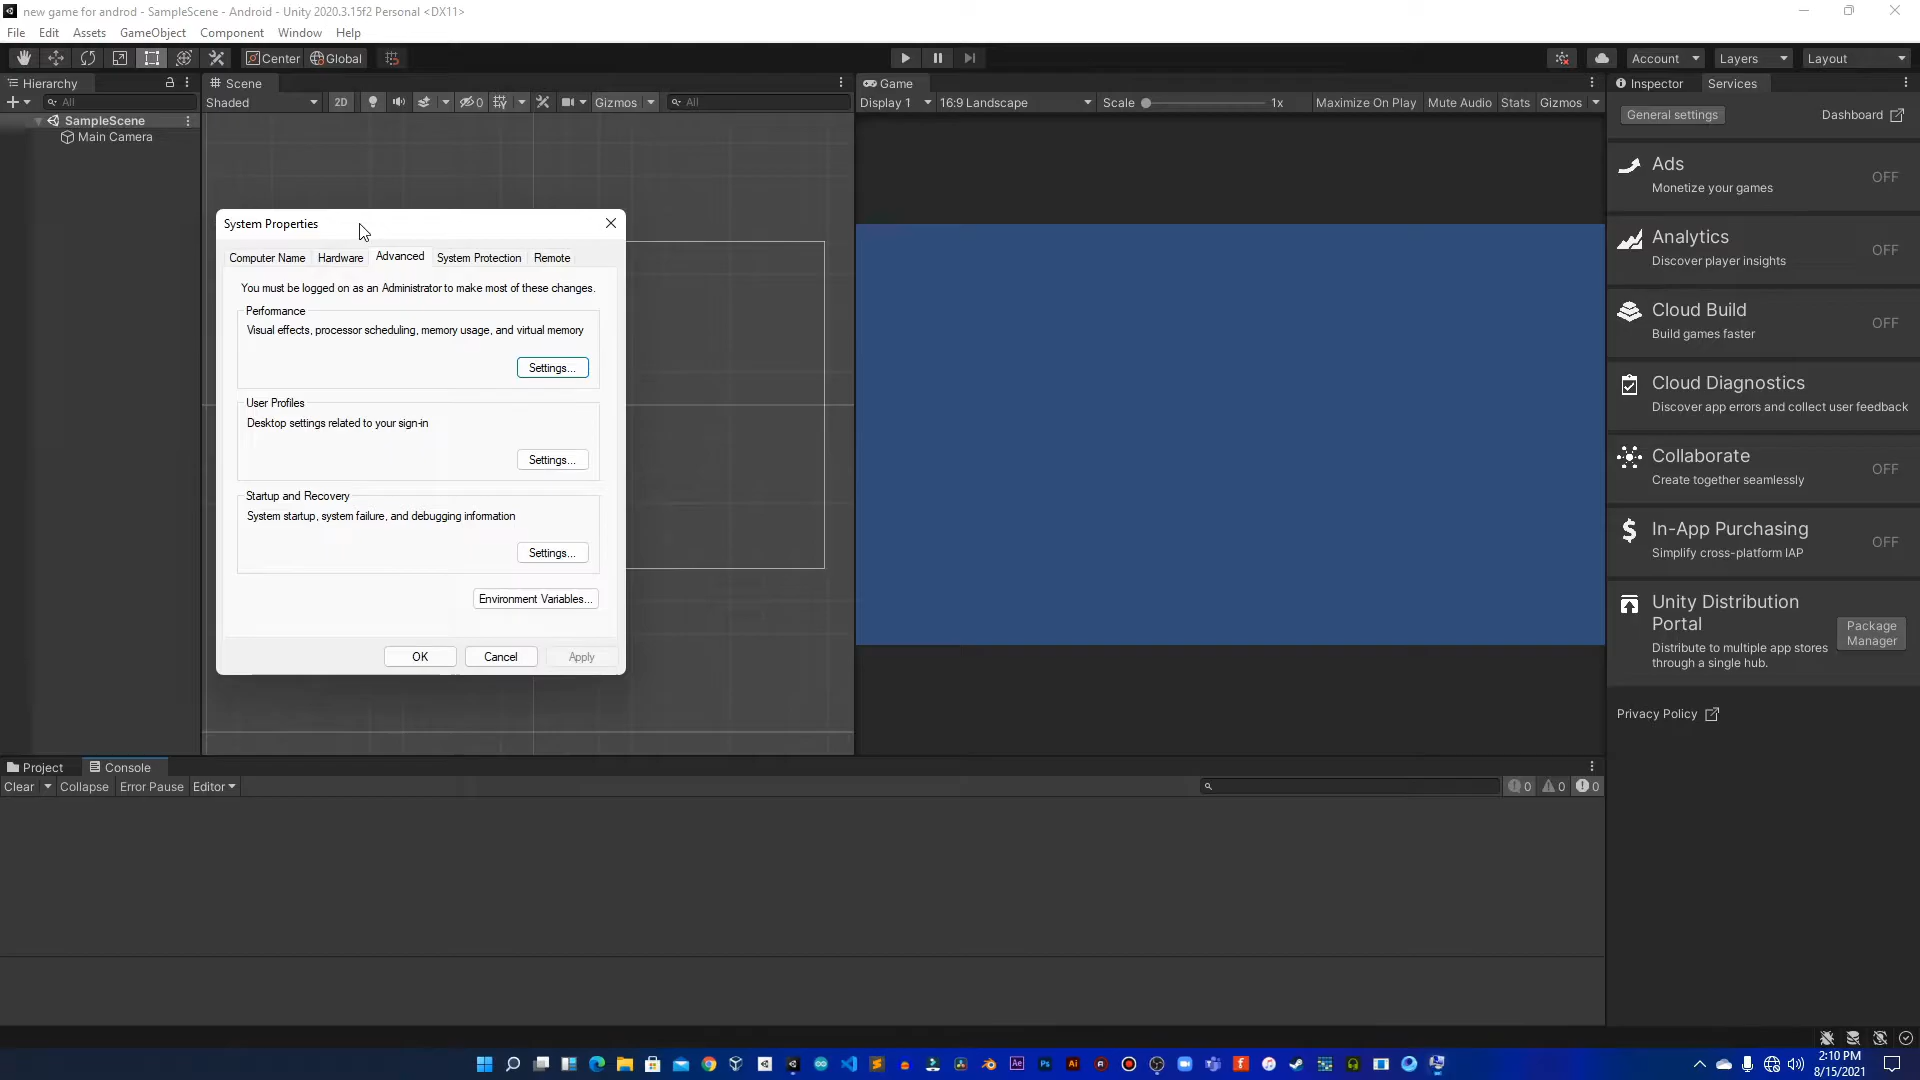 new game for androd - SampleScene - Android - Unity 2020.3.15f2 Personal <DX11>
File Edit Assets GameObject Component Window Help
Center Global Account Layers Layout
Hierarchy
All
SampleScene
Main Camera
Scene
Shaded 2D 0 Gizmos All
Game
Display 1 16:9 Landscape Scale 1x Maximize On Play Mute Audio Stats Gizmos
System Properties
Computer Name Hardware Advanced System Protection Remote
You must be logged on as an Administrator to make most of these changes.
Performance
Visual effects, processor scheduling, memory usage, and virtual memory
Settings...
User Profiles
Desktop settings related to your sign-in
Settings...
Startup and Recovery
System startup, system failure, and debugging information
Settings...
Environment Variables...
OK Cancel Apply
Inspector Services
General settings Dashboard
Ads
Monetize your games
OFF
Analytics
Discover player insights
OFF
Cloud Build
Build games faster
OFF
Cloud Diagnostics
Discover app errors and collect user feedback
Collaborate
Create together seamlessly
OFF
In-App Purchasing
Simplify cross-platform IAP
OFF
Unity Distribution
Portal
Distribute to multiple app stores
through a single hub.
Package
Manager
Privacy Policy
Project Console
Clear Collapse Error Pause Editor 0 0 0
Ae Ps Ai
2:10 PM
8/15/2021